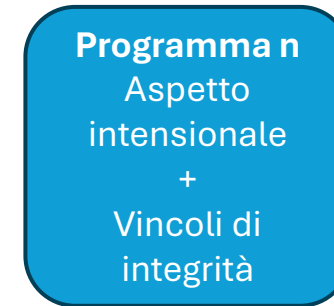 Programma n
Aspetto
intensionale
+
Vincoli di
integrità